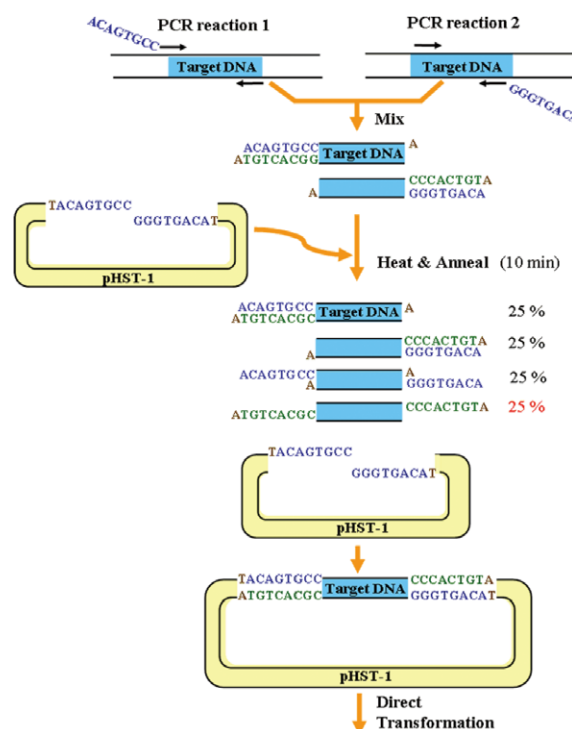 PCR reaction 1
PCR reaction 2
ACAGTGCC
Target DNA
Target DNA
GGGTGACA
Mix
ACAGTGCC
A
ATGTCACGG
Target DNA
CCCACTGTA
A
GGGTGACA
TACAGTGCC
GGGTGACAT
pHST-1
Heat & Anneal (10 min)
ACAGTGCC
A
25 %
ATGTCACGC
Target DNA
CCCACTGTA
25 %
A
GGGTGACA
ACAGTGCC
A
25 %
A
GGGTGACA
ATGTCACGC
CCCACTGTA
25 %
TACAGTGCC
GGGTGACAT
pHST-1
TACAGTGCC
CCCACTGTA
ATGTCACGC
Target DNA
GGGTGACAT
pHST-1
Direct
Transformation